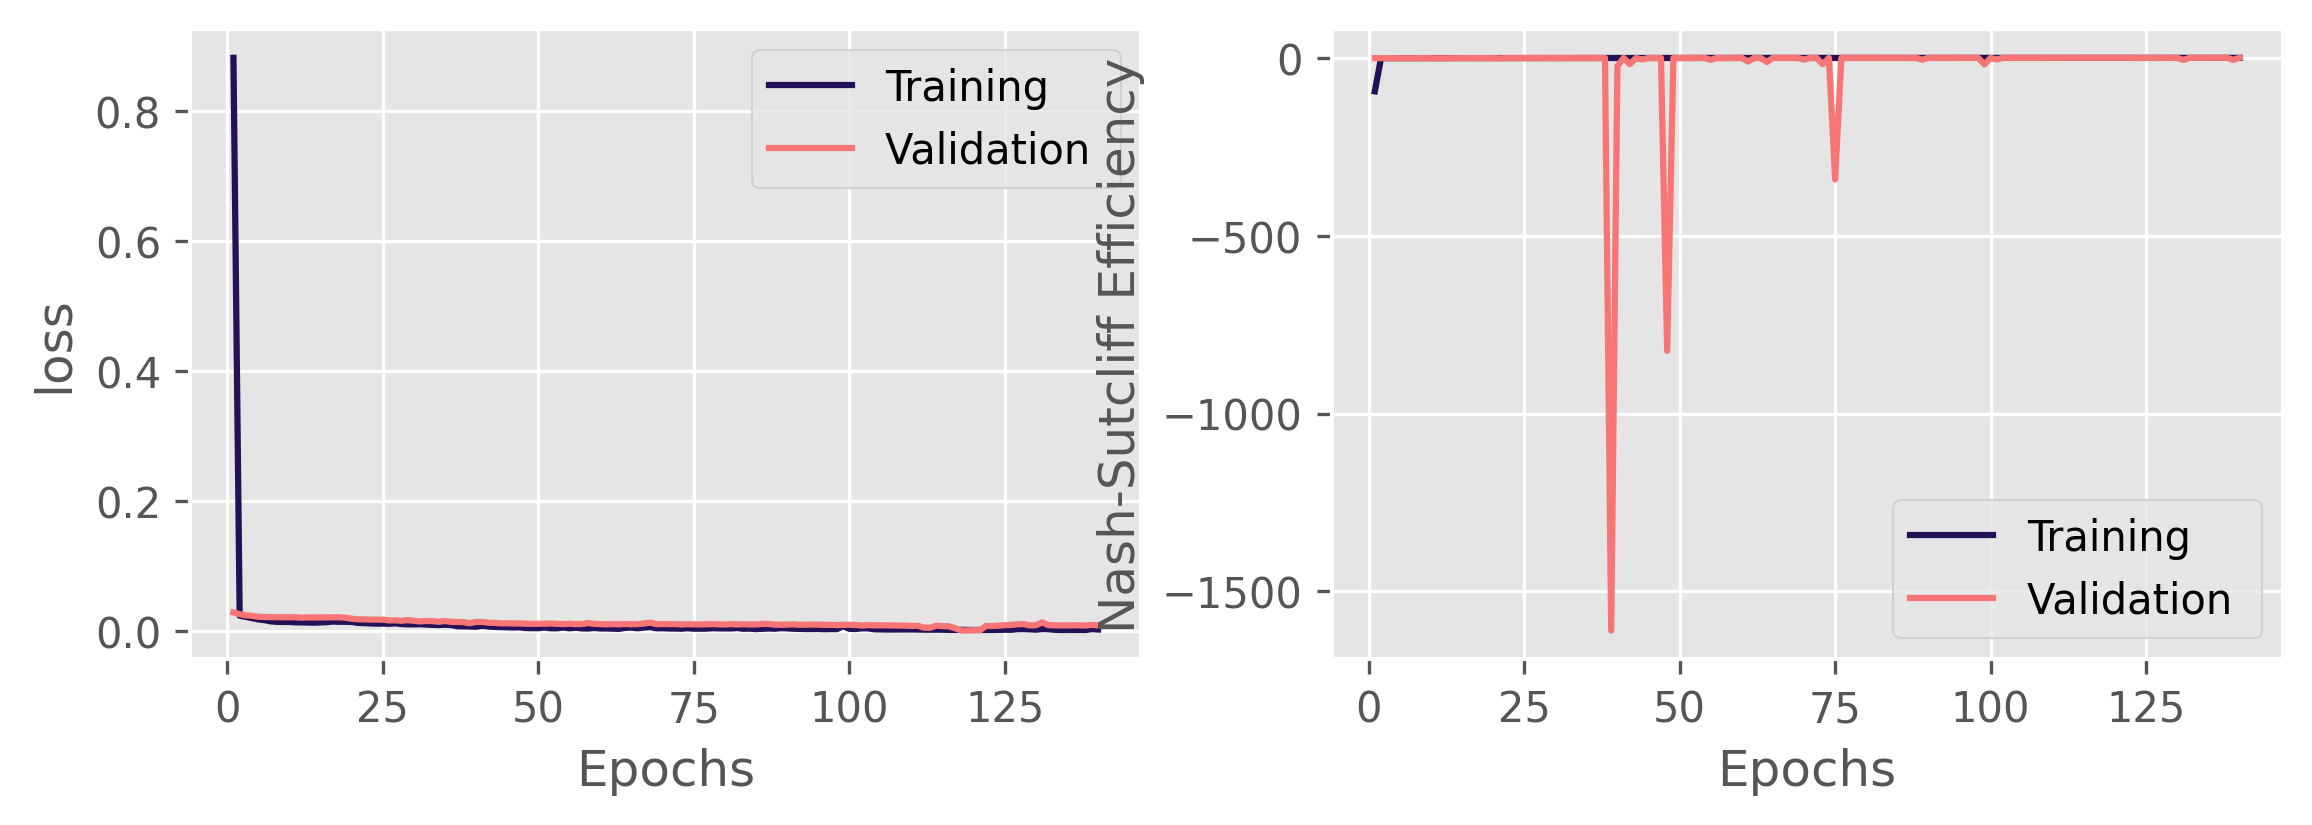 0.8
0.6
0.4
0.2
0.0
loss
0 25 50 75 100 125
Epochs
Training
Validation
Nash-Sutcliff Efficiency
0
−500
−1000
−1500
0 25 50 75 100 125
Epochs
Training
Validation